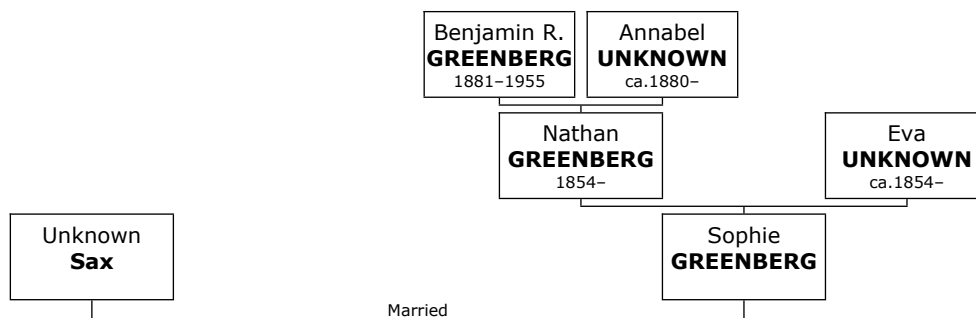 Benjamin R.
GREENBERG
1881–1955
Annabel
UNKNOWN
ca.1880–
Nathan
GREENBERG
1854–
Eva
UNKNOWN
ca.1854–
Unknown
Sax
Sophie
GREENBERG
Married